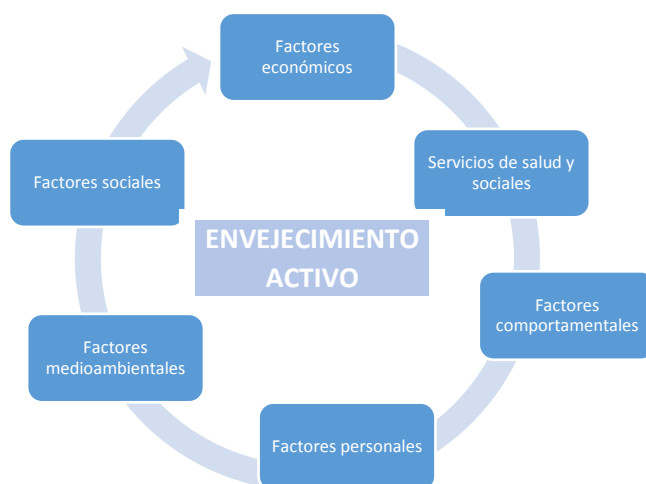 Factores
económicos
Servicios de salud y
sociales
Factores
comportamentales
Factores personales
Factores
medioambientales
Factores sociales
ENVEJECIMIENTO
ACTIVO